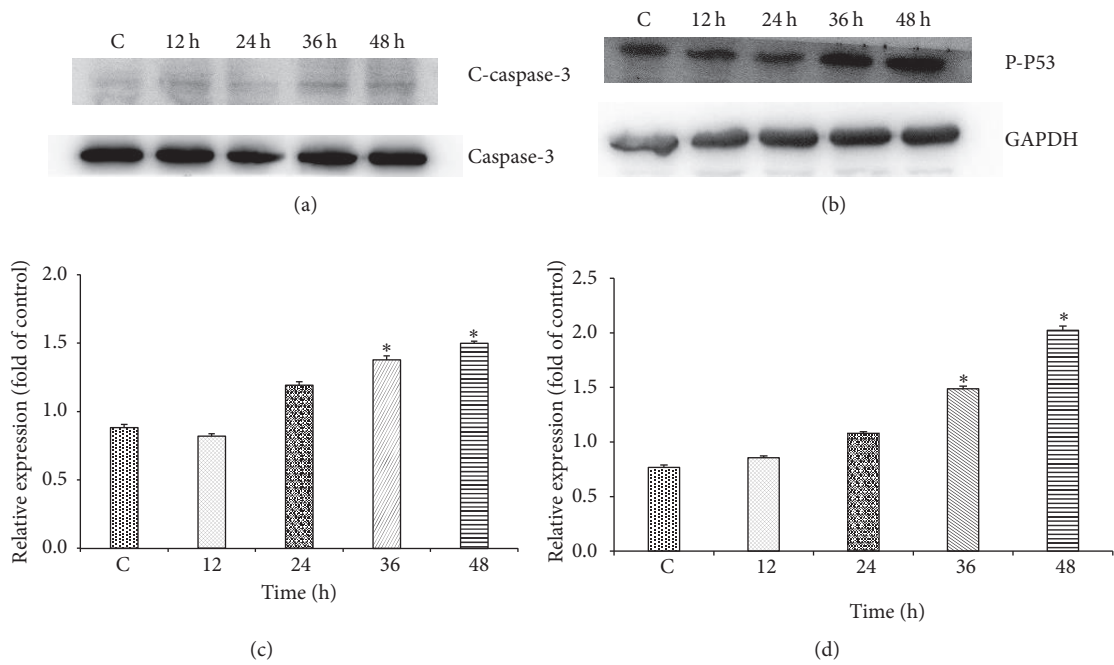 C 12 h 24 h 36 h 48 h
C-caspase-3
Caspase-3
(a)
C 12 h 24 h 36 h 48 h
P-P53
GAPDH
(b)
Relative expression (fold of control)
2.0
1.5
1.0
0.5
0.0
* *
C 12 24 36 48
Time (h)
(c)
Relative expression (fold of control)
2.5
2.0
1.5
1.0
0.5
0.0
* *
C 12 24 36 48
Time (h)
(d)